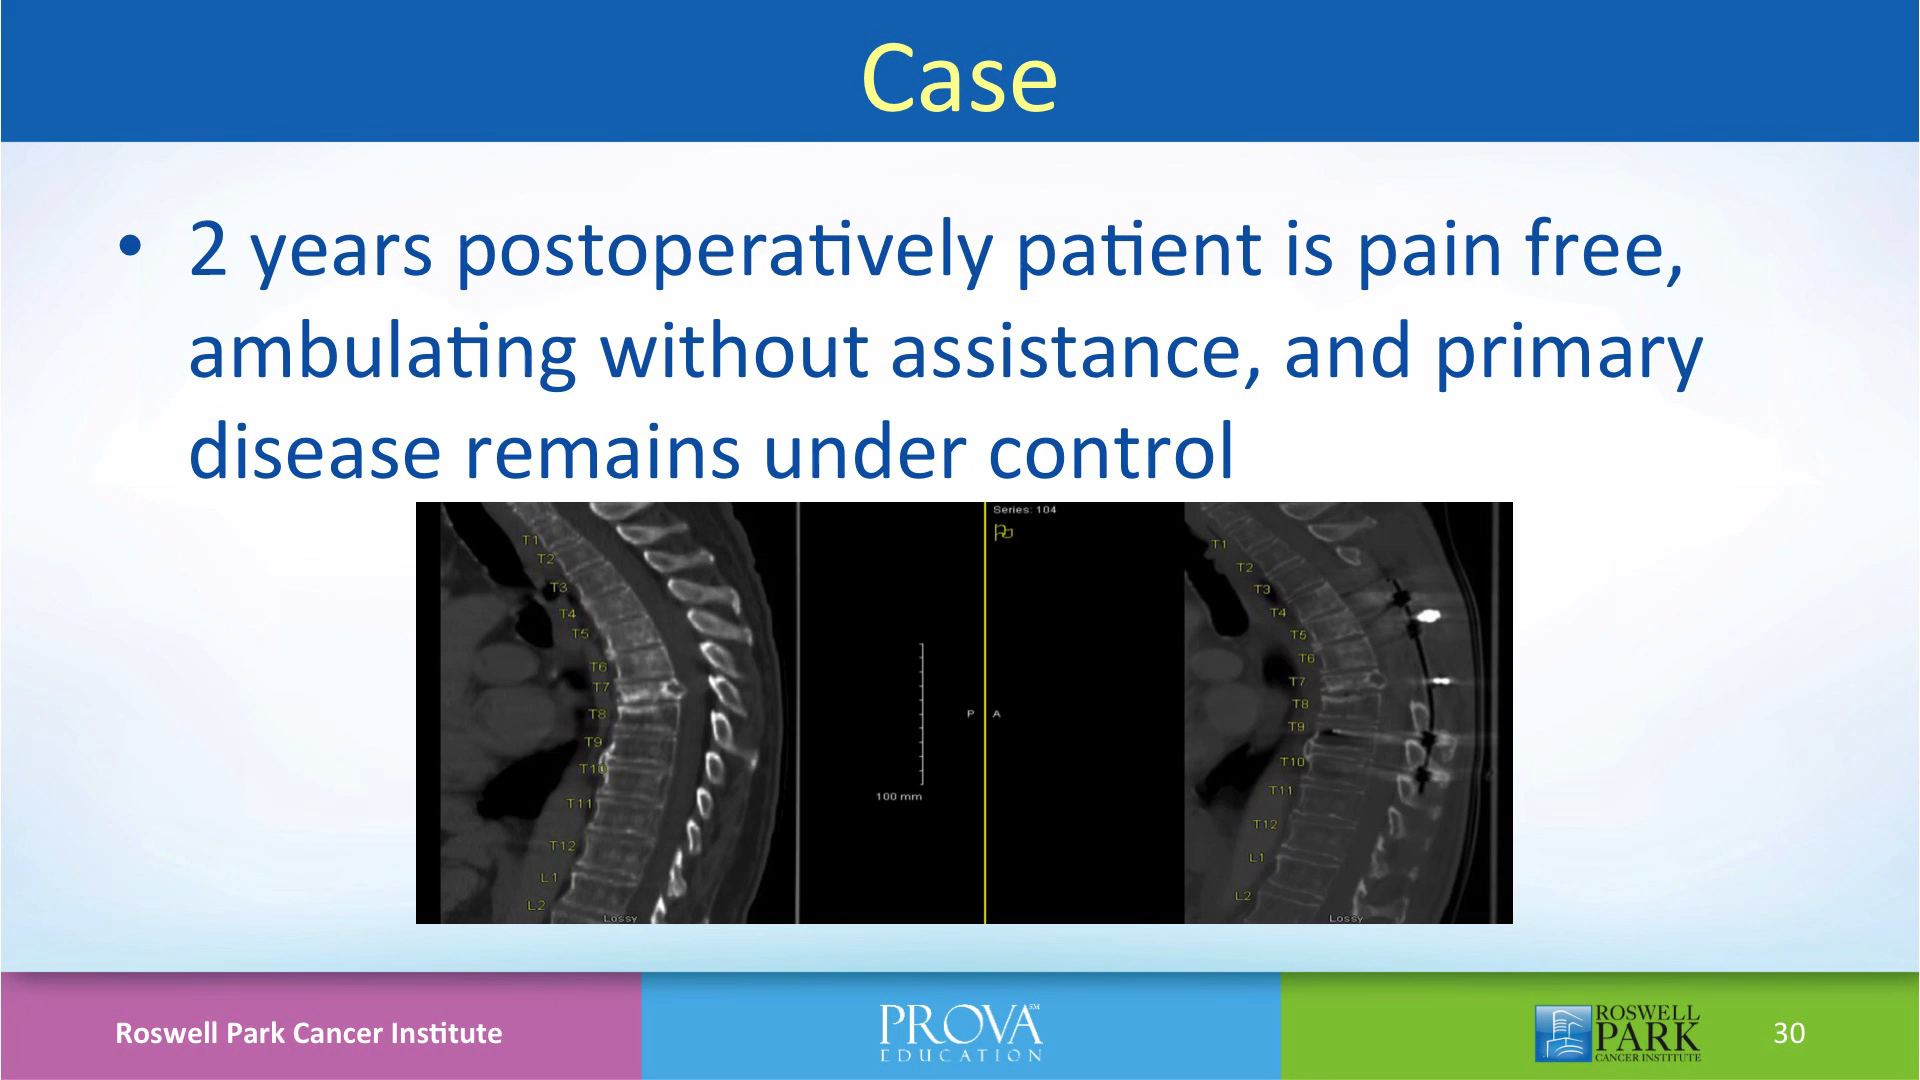 Case
• 2 years postoperatively patient is pain free,
ambulating without assistance, and primary
disease remains under control
T1
T2
T3
T4
T5
T6
T7
T8
T9
T10
T11
T12
L1
L2
Lossy
100 mm
P
Series: 104
A
T1
T2
T3
T4
T5
T6
T7
T8
T9
T10
T11
T12
L1
L2
Lossy
Roswell Park Cancer Institute
PROVA SM
EDUCATION
ROSWELL
PARK
CANCER INSTITUTE
30